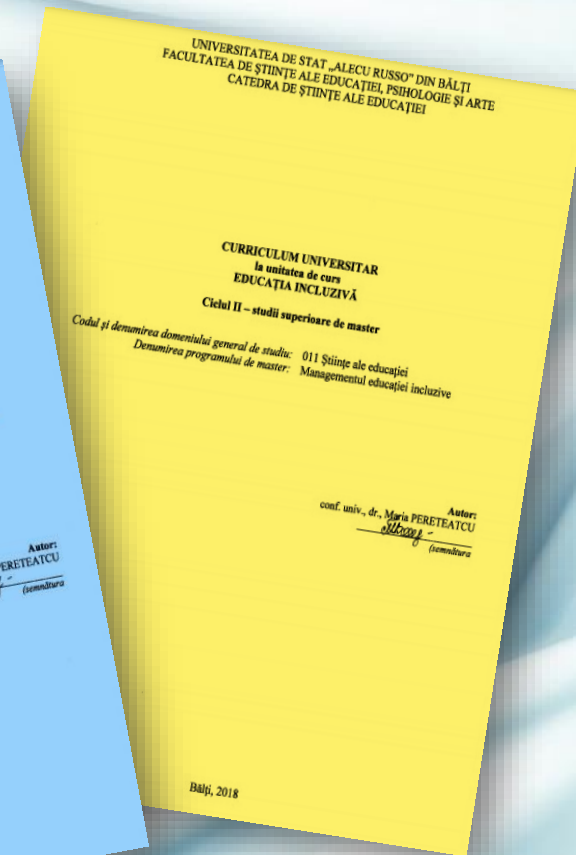 UNIVERSITATEA DE STAT „ALECU RUSSO” DIN BĂLȚI
FACULTATEA DE ȘTIINȚE ALE EDUCAȚIEI, PSIHOLOGIE ȘI ARTE
CATEDRA DE ȘTIINȚE ALE EDUCAȚIEI
CURRICULUM UNIVERSITAR
la unitatea de curs
EDUCAȚIA INCLUZIVĂ
Ciclul II – studii superioare de master
Codul și denumirea domeniului general de studiu: 011 Științe ale educației
Denumirea programului de master: Managementul educației incluzive
Autor:
conf. univ., dr., Maria PERETEATCU
(semnătura
Bălți, 2018
Autor:
PERETEATCU
(semnătura